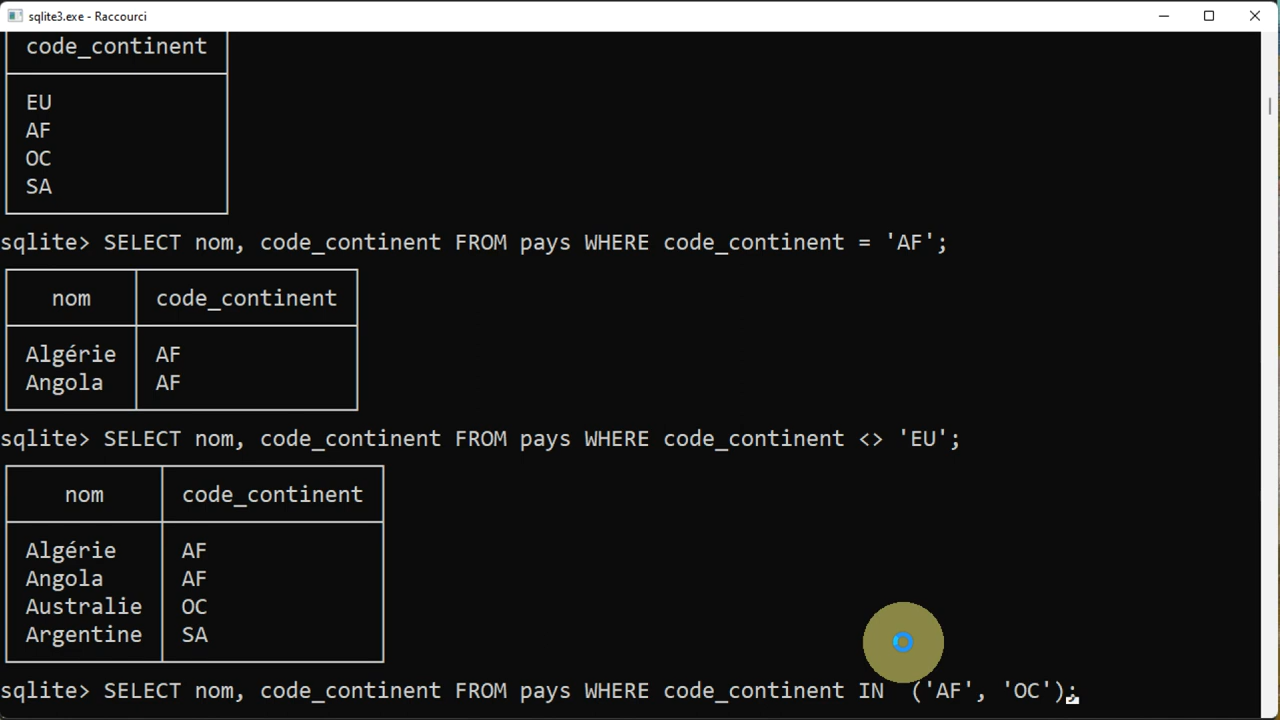 sqlite3.exe - Raccourci
code_continent
EU
AF
OC
SA
sqlite> SELECT nom, code_continent FROM pays WHERE code_continent = 'AF';
nom code_continent
Algérie AF
Angola AF
sqlite> SELECT nom, code_continent FROM pays WHERE code_continent <> 'EU';
nom code_continent
Algérie AF
Angola AF
Australie OC
Argentine SA
sqlite> SELECT nom, code_continent FROM pays WHERE code_continent IN  ('AF', 'OC');